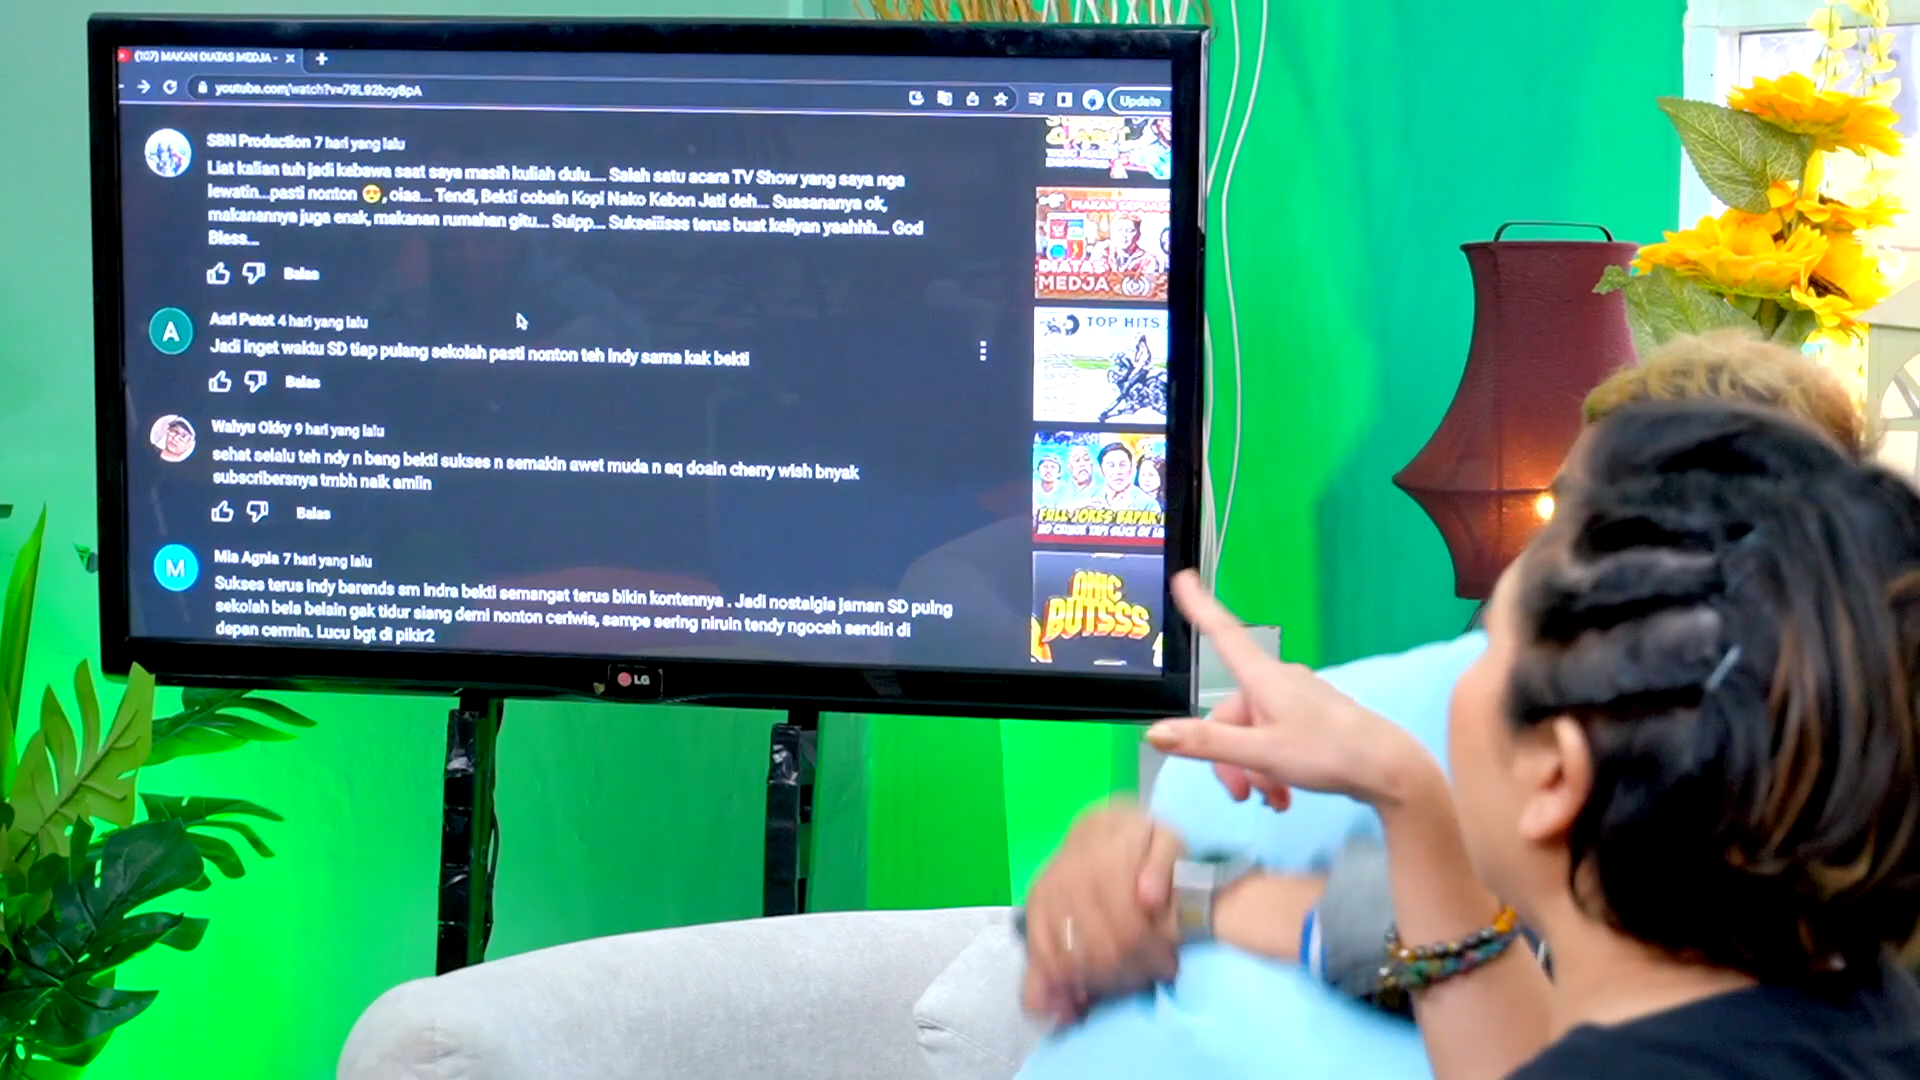 (107) MAKAN DIATAS MEDJA -
youtube.com/watch?v=79L92boy8pA
Update
SBN Production 7 hari yang lalu
Liat kalian tuh jadi kebawa saat saya masih kuliah dulu.... Salah satu acara TV Show yang saya nga
lewatin...pasti nonton 😍, oiaa... Tendi, Bekti cobain Kopi Nako Kebon Jati deh... Suasananya ok,
makanannya juga enak, makanan rumahan gitu.... Suipp.... Sukseiiisss terus buat keliyan yaahhh.... God
Bless...
Balas
A
Asri Petot 4 hari yang lalu
Jadi inget waktu SD tiap pulang sekolah pasti nonton teh Indy sama kak bekti
Balas
Wahyu Okky 9 hari yang lalu
sehat selalu teh ndy n bang bekti sukses n semakin awet muda n aq doain cherry wish bnyak
subscribersnya tmbh naik amiin
Balas
M
Mia Agnia 7 hari yang lalu
Sukses terus indy barends sm indra bekti semangat terus bikin kontennya . Jadi nostalgia jaman SD pulng
sekolah bela belain gak tidur siang demi nonton ceriwis, sampe sering niruin tendy ngoceh sendiri di
depan cermin. Lucu bgt di pikir2
DIATAS
MEDJA
TOP HITS
FULL JOKES BAPAK
LG